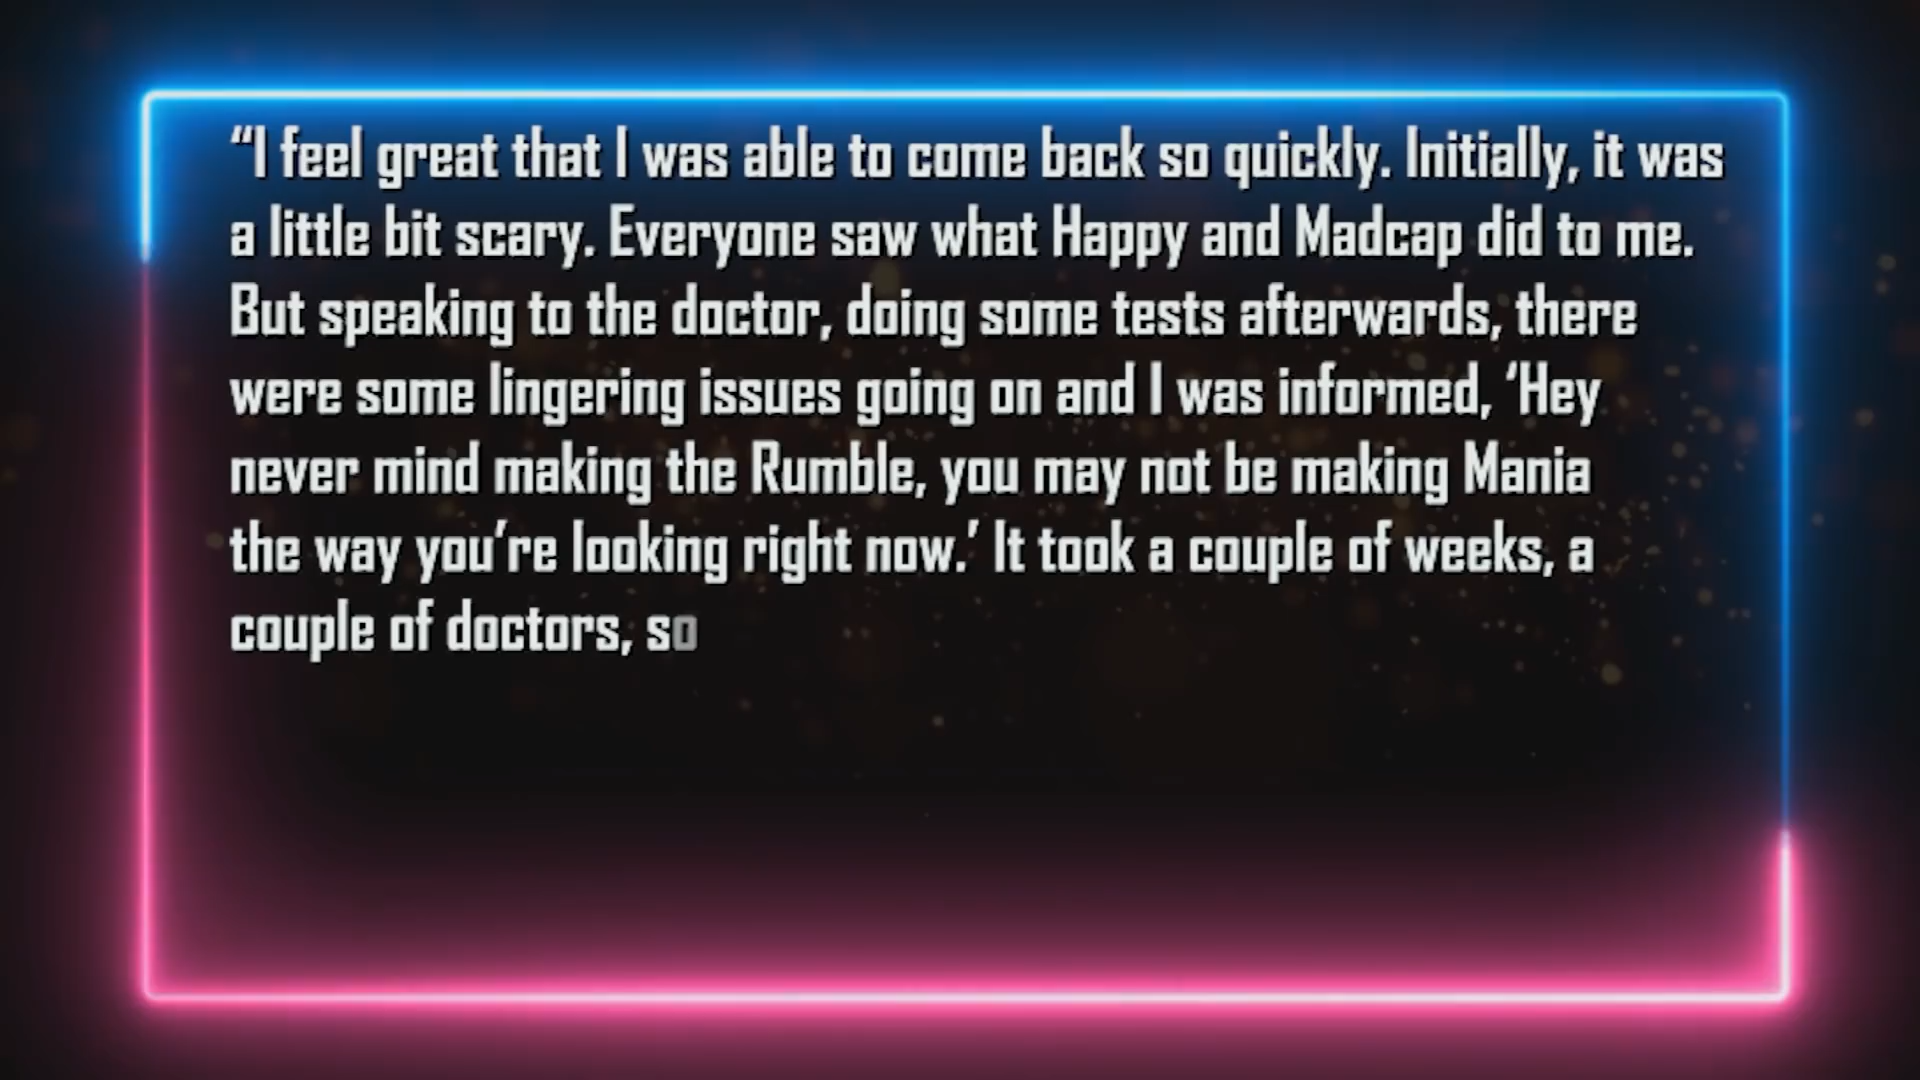 “I feel great that I was able to come back so quickly. Initially, it was
a little bit scary. Everyone saw what Happy and Madcap did to me.
But speaking to the doctor, doing some tests afterwards, there
were some lingering issues going on and I was informed, ‘Hey
never mind making the Rumble, you may not be making Mania
the way you’re looking right now.’ It took a couple of weeks, a
couple of doctors, so